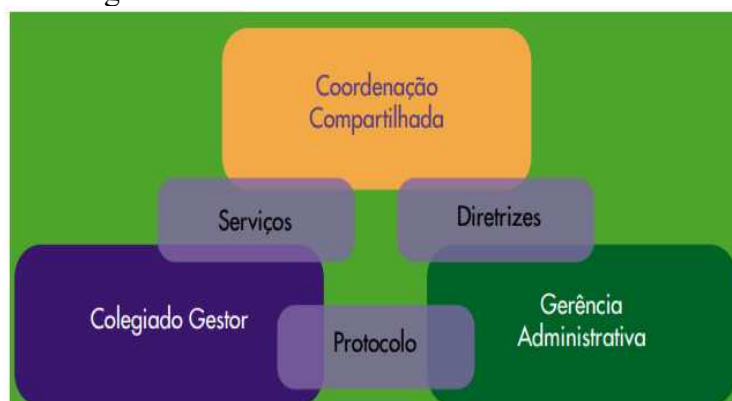 Coordenação
Compartilhada
Serviços
Diretrizes
Colegiado Gestor
Gerência
Administrativa
Protocolo